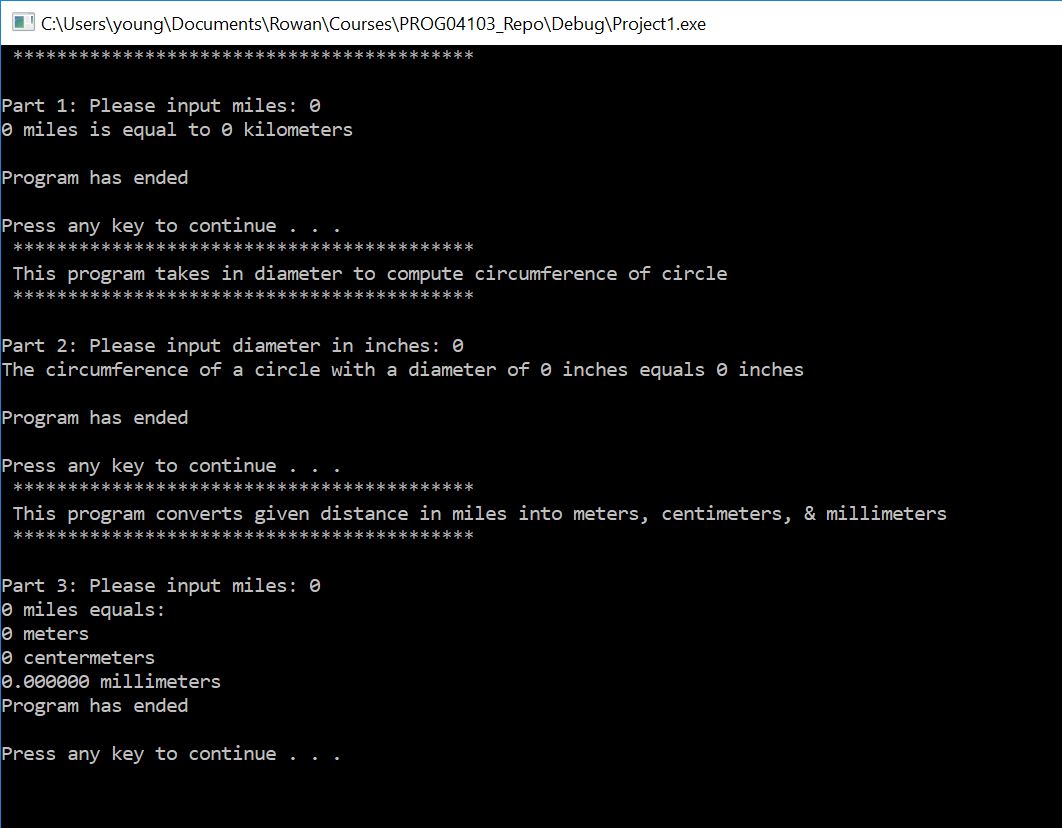 C:\Users\young\Documents\Rowan\Courses\PROG04103_Repo\Debug\Project1.exe
******************************************
Part 1: Please input miles: 0
0 miles is equal to 0 kilometers
Program has ended
Press any key to continue . . .
******************************************
This program takes in diameter to compute circumference of circle
******************************************
Part 2: Please input diameter in inches: 0
The circumference of a circle with a diameter of 0 inches equals 0 inches
Program has ended
Press any key to continue . . .
******************************************
This program converts given distance in miles into meters, centimeters, & millimeters
******************************************
Part 3: Please input miles: 0
0 miles equals:
0 meters
0 centermeters
0.000000 millimeters
Program has ended
Press any key to continue . . .